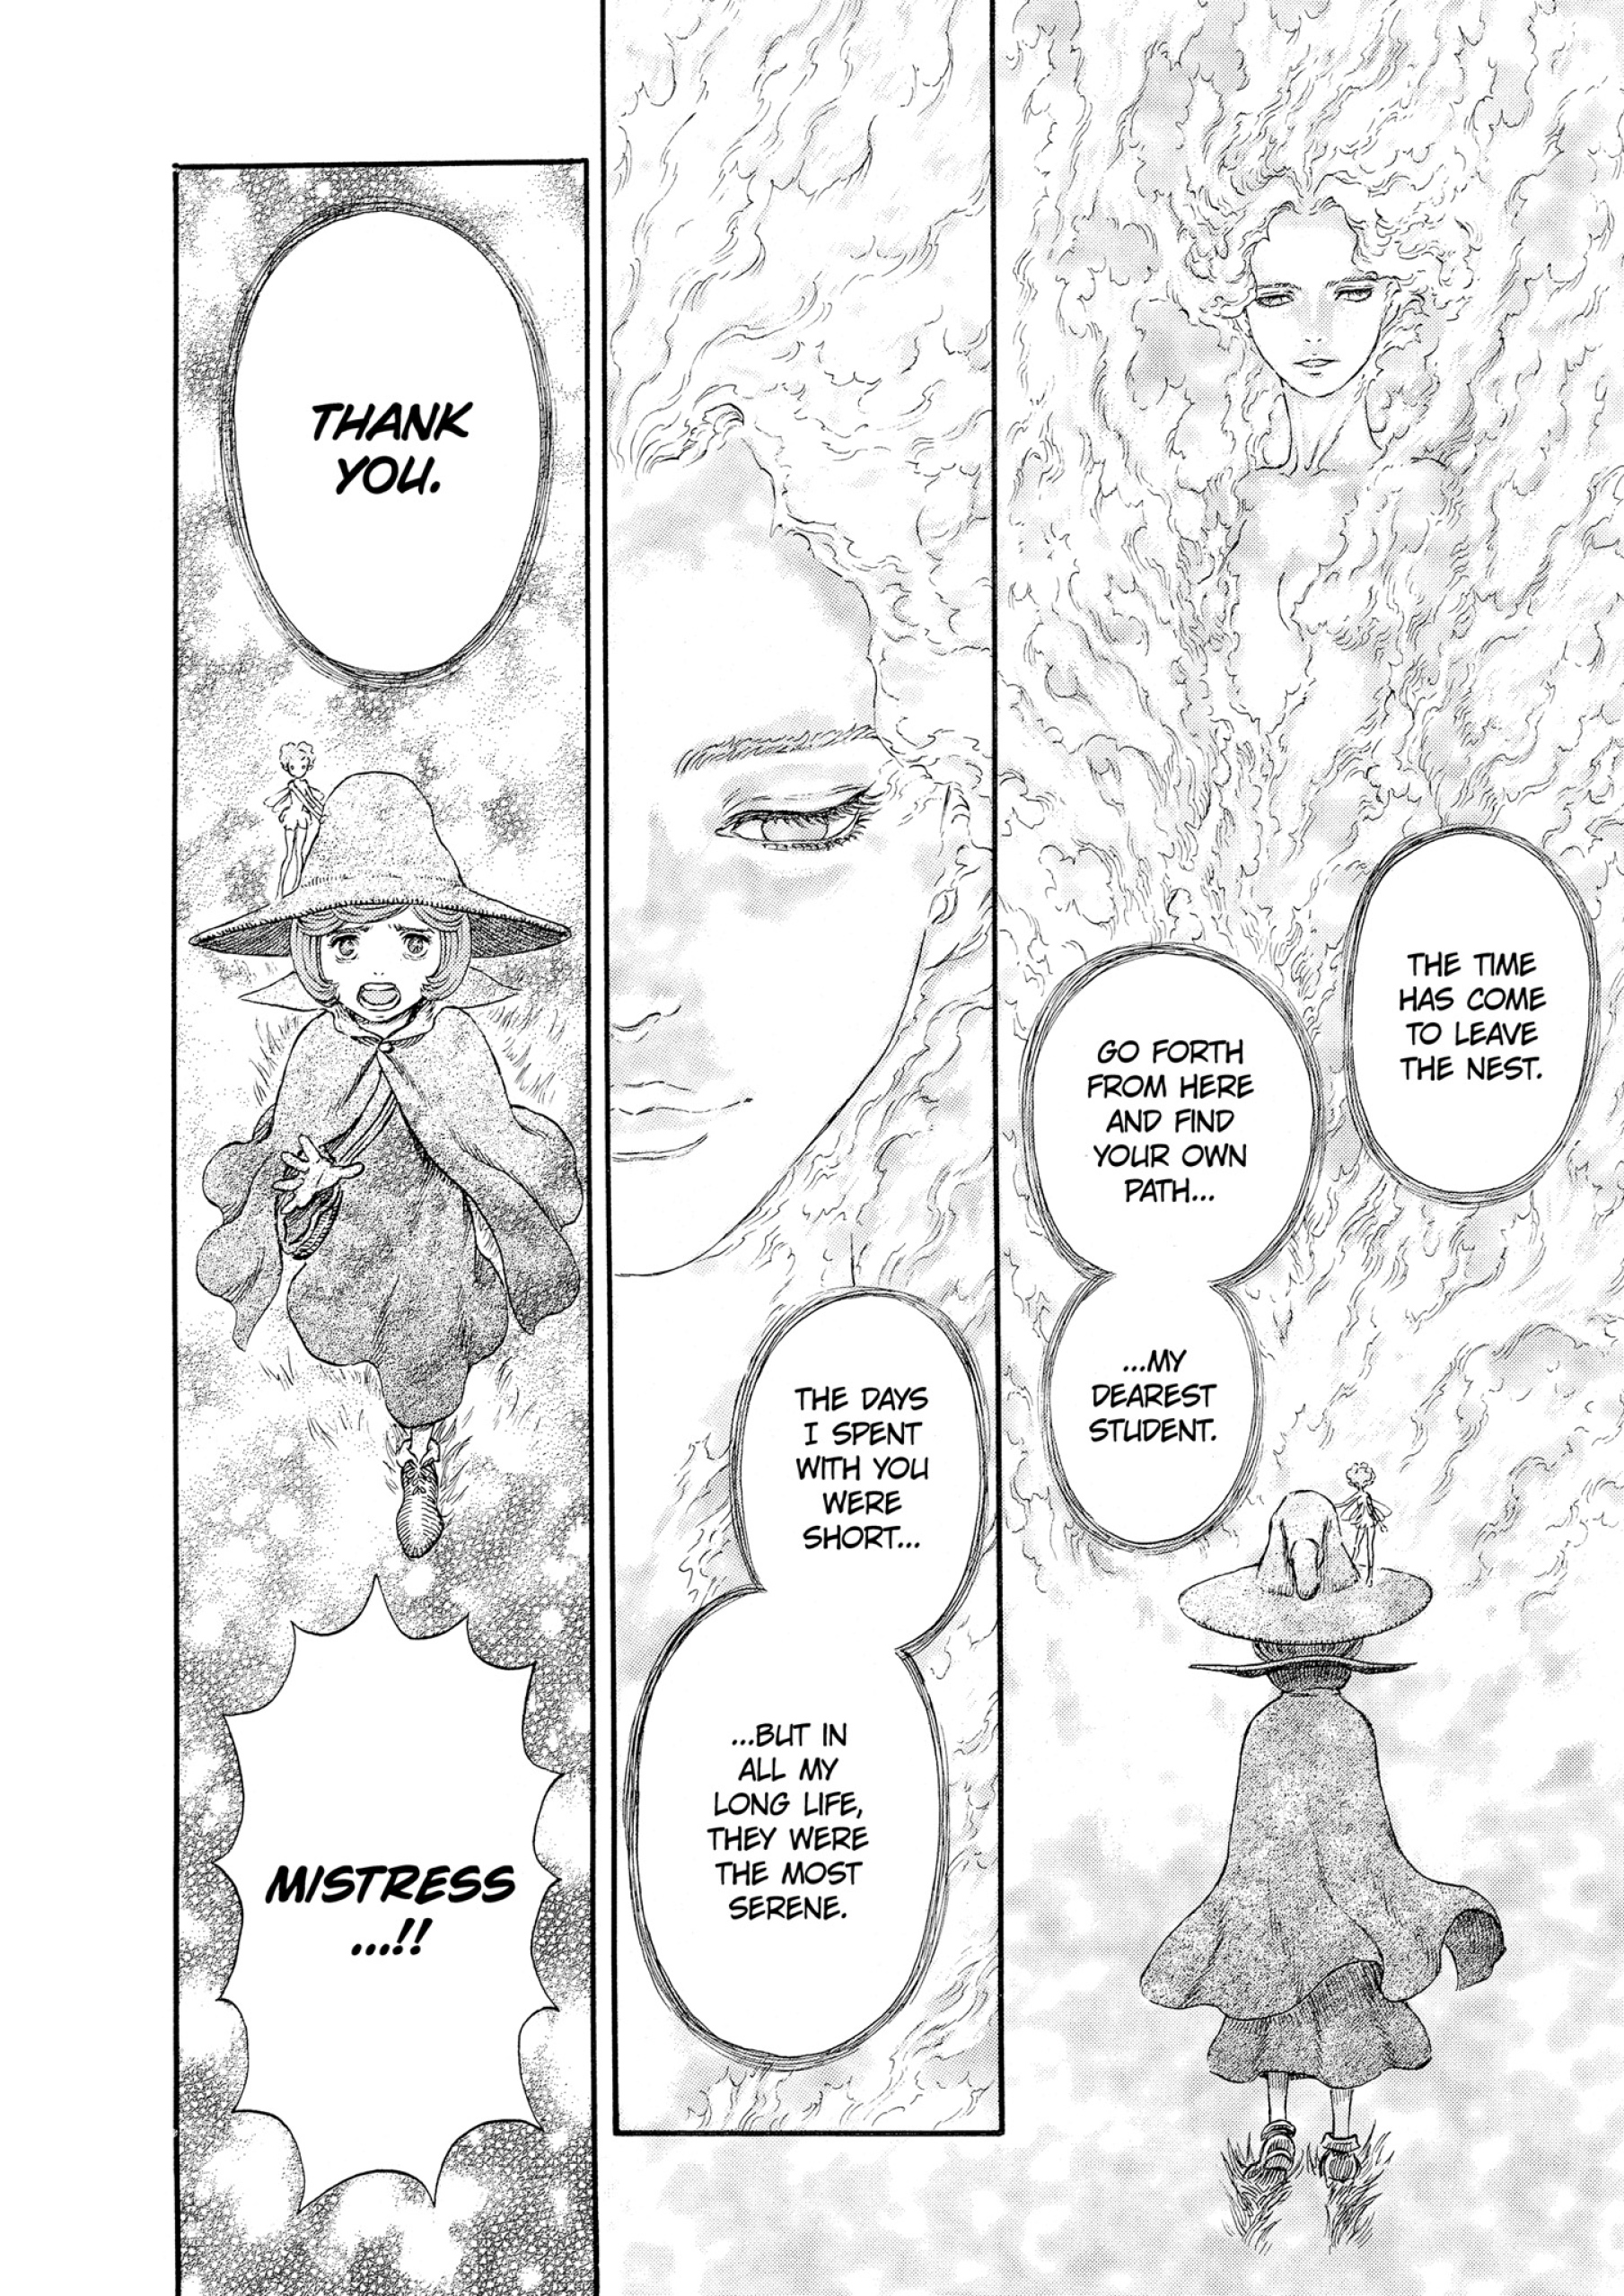 THE TIME
HAS COME
TO LEAVE
THE NEST.
GO FORTH
FROM HERE
AND FIND
YOUR OWN
PATH...
...MY
DEAREST
STUDENT.
THE DAYS
I SPENT
WITH YOU
WERE
SHORT...
...BUT IN
ALL MY
LONG LIFE,
THEY WERE
THE MOST
SERENE.
THANK
YOU.
MISTRESS
...!!